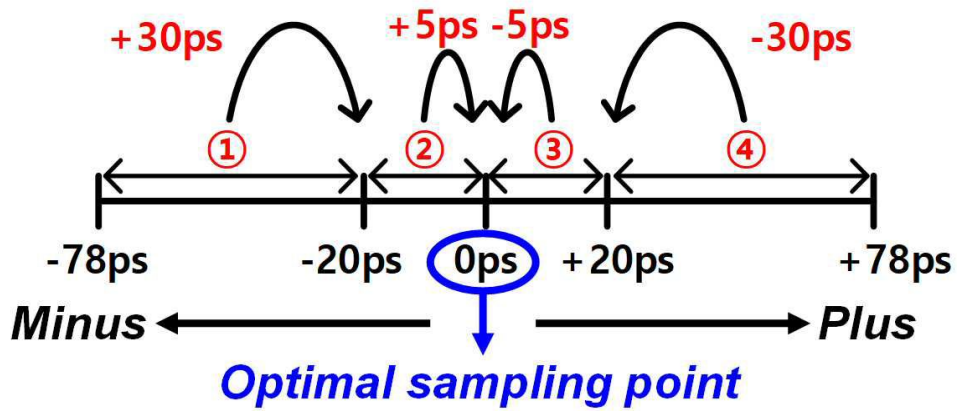 +30ps +5ps -5ps -30ps
① ② ③ ④
-78ps -20ps 0ps +20ps +78ps
Minus Plus
Optimal sampling point